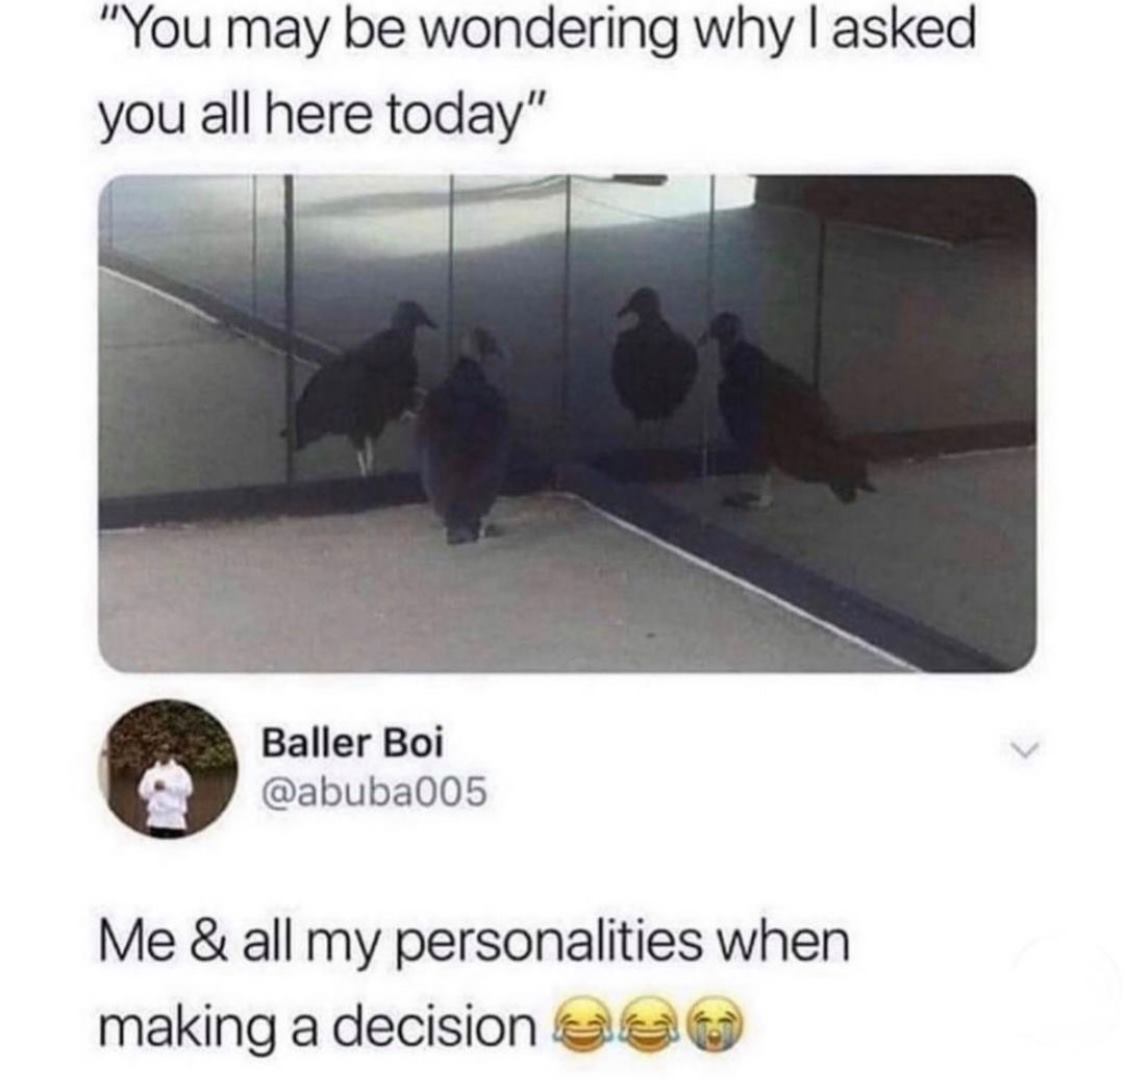 "You may be wondering why I asked
you all here today"
Baller Boi
@abuba005
Me & all my personalities when
making a decision 😂😂😭